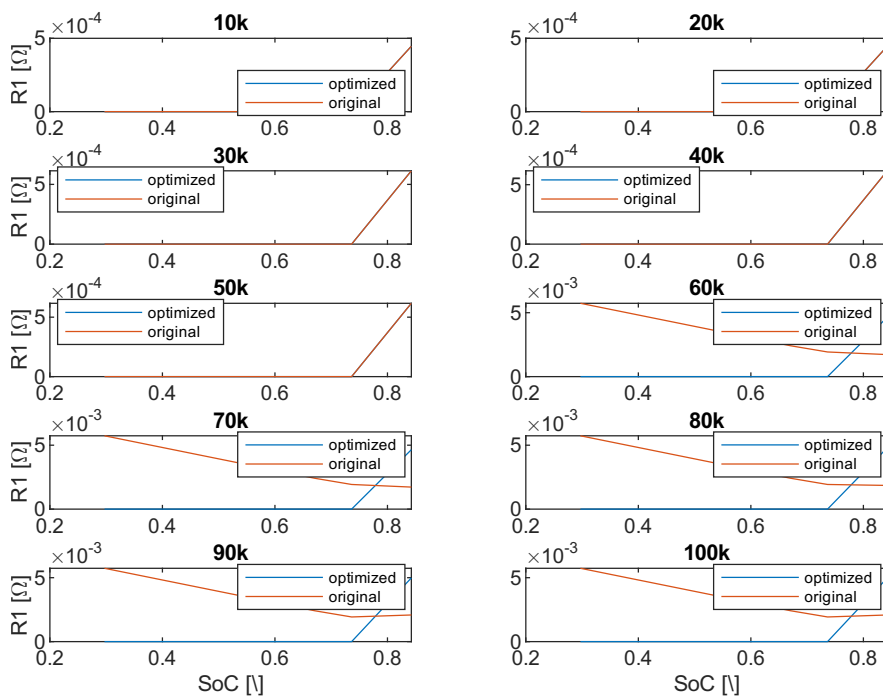 10k
×10-4
5
0
R1 [Ω]
optimized
original
0.2 0.4 0.6 0.8
20k
×10-4
5
0
optimized
original
0.2 0.4 0.6 0.8
30k
×10-4
5
0
R1 [Ω]
optimized
original
0.2 0.4 0.6 0.8
40k
×10-4
5
0
optimized
original
0.2 0.4 0.6 0.8
50k
×10-4
5
0
R1 [Ω]
optimized
original
0.2 0.4 0.6 0.8
60k
×10-3
5
0
optimized
original
0.2 0.4 0.6 0.8
70k
×10-3
5
0
R1 [Ω]
optimized
original
0.2 0.4 0.6 0.8
80k
×10-3
5
0
optimized
original
0.2 0.4 0.6 0.8
90k
×10-3
5
0
R1 [Ω]
optimized
original
0.2 0.4 0.6 0.8
SoC [\]
100k
×10-3
5
0
optimized
original
0.2 0.4 0.6 0.8
SoC [\]